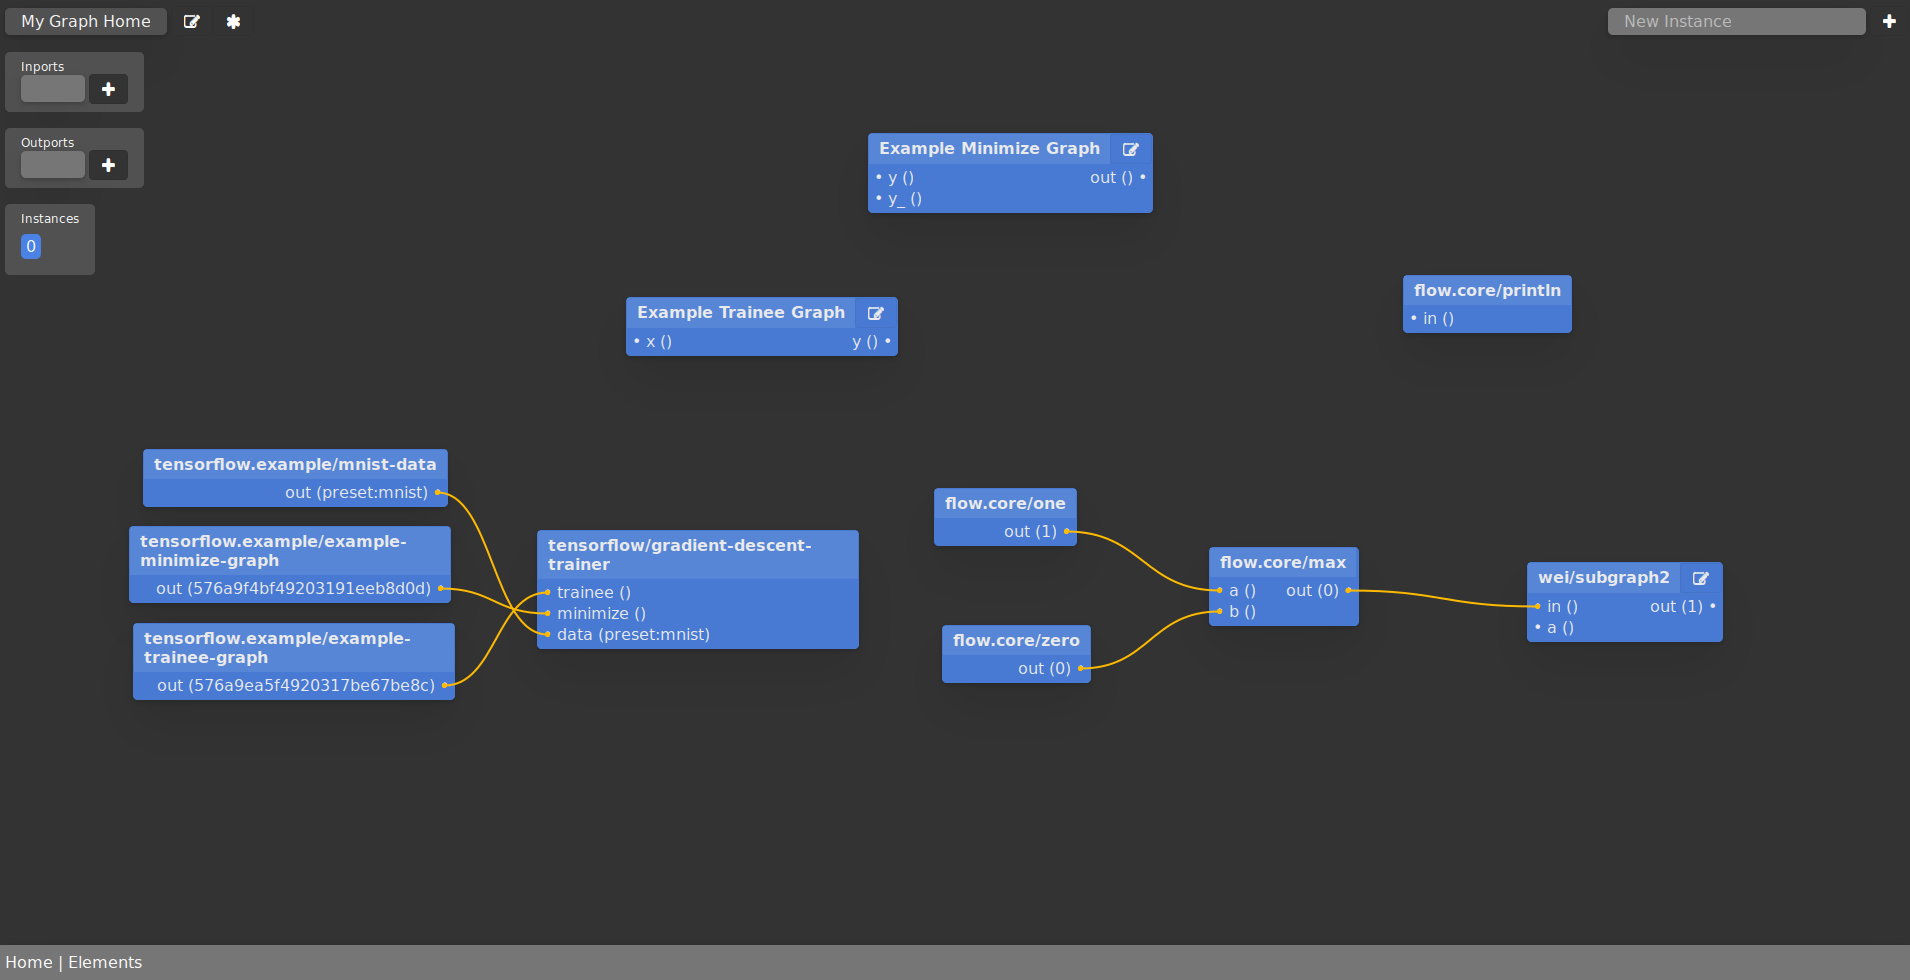 My Graph Home
New Instance
Inports
Outports
Instances
0
Example Minimize Graph
y () out ()
y_ ()
flow.core/println
in ()
Example Trainee Graph
x () y ()
tensorflow.example/mnist-data
out (preset:mnist)
tensorflow.example/example-
minimize-graph
out (576a9f4bf49203191eeb8d0d)
tensorflow.example/example-
trainee-graph
out (576a9ea5f4920317be67be8c)
tensorflow/gradient-descent-
trainer
trainee ()
minimize ()
data (preset:mnist)
flow.core/one
out (1)
flow.core/zero
out (0)
flow.core/max
a () out (0)
b ()
wei/subgraph2
in () out (1)
a ()
Home | Elements